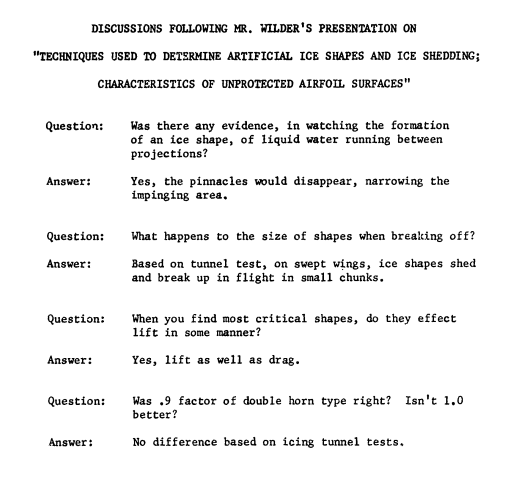 DISCUSSIONS FOLLOWING MR. WILDER'S PRESENTATION ON
"TECHNIQUES USED TO DETERMINE ARTIFICIAL ICE SHAPES AND ICE SHEDDING;
CHARACTERISTICS OF UNPROTECTED AIRFOIL SURFACES"
Question: Was there any evidence, in watching the formation
of an ice shape, of liquid water running between
projections?
Answer: Yes, the pinnacles would disappear, narrowing the
impinging area.
Question: What happens to the size of shapes when breaking off?
Answer: Based on tunnel test, on swept wings, ice shapes shed
and break up in flight in small chunks.
Question: When you find most critical shapes, do they effect
lift in some manner?
Answer: Yes, lift as well as drag.
Question: Was .9 factor of double horn type right? Isn't 1.0
better?
Answer: No difference based on icing tunnel tests.